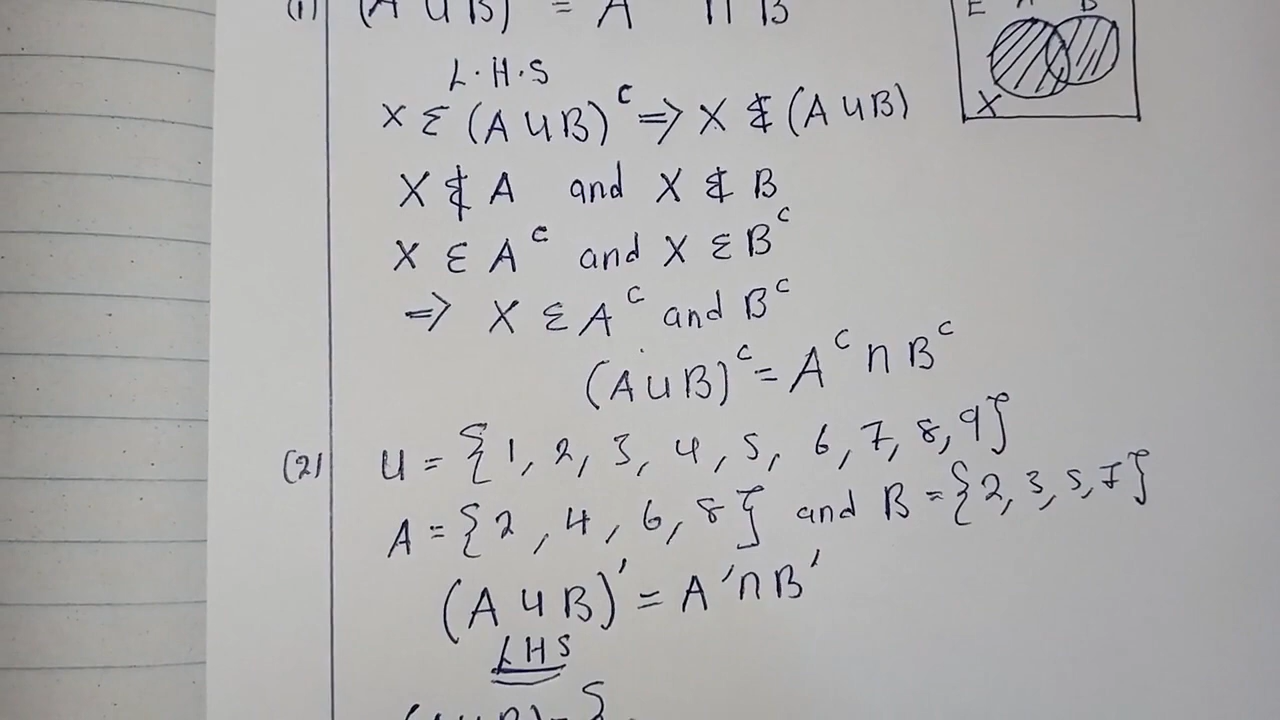 (1) (A ∪ B) = A ∩ B
E A B
X
L.H.S
X ε (A ∪ B)ᶜ ⇒ X ∉ (A ∪ B)
X ∉ A and X ∉ B
X ε Aᶜ and X ε Bᶜ
⇒ X ε Aᶜ and Bᶜ
(A ∪ B)ᶜ = Aᶜ ∩ Bᶜ
(2) U = {1, 2, 3, 4, 5, 6, 7, 8, 9}
A = {2, 4, 6, 8} and B = {2, 3, 5, 7}
(A ∪ B)' = A' ∩ B'
LHS